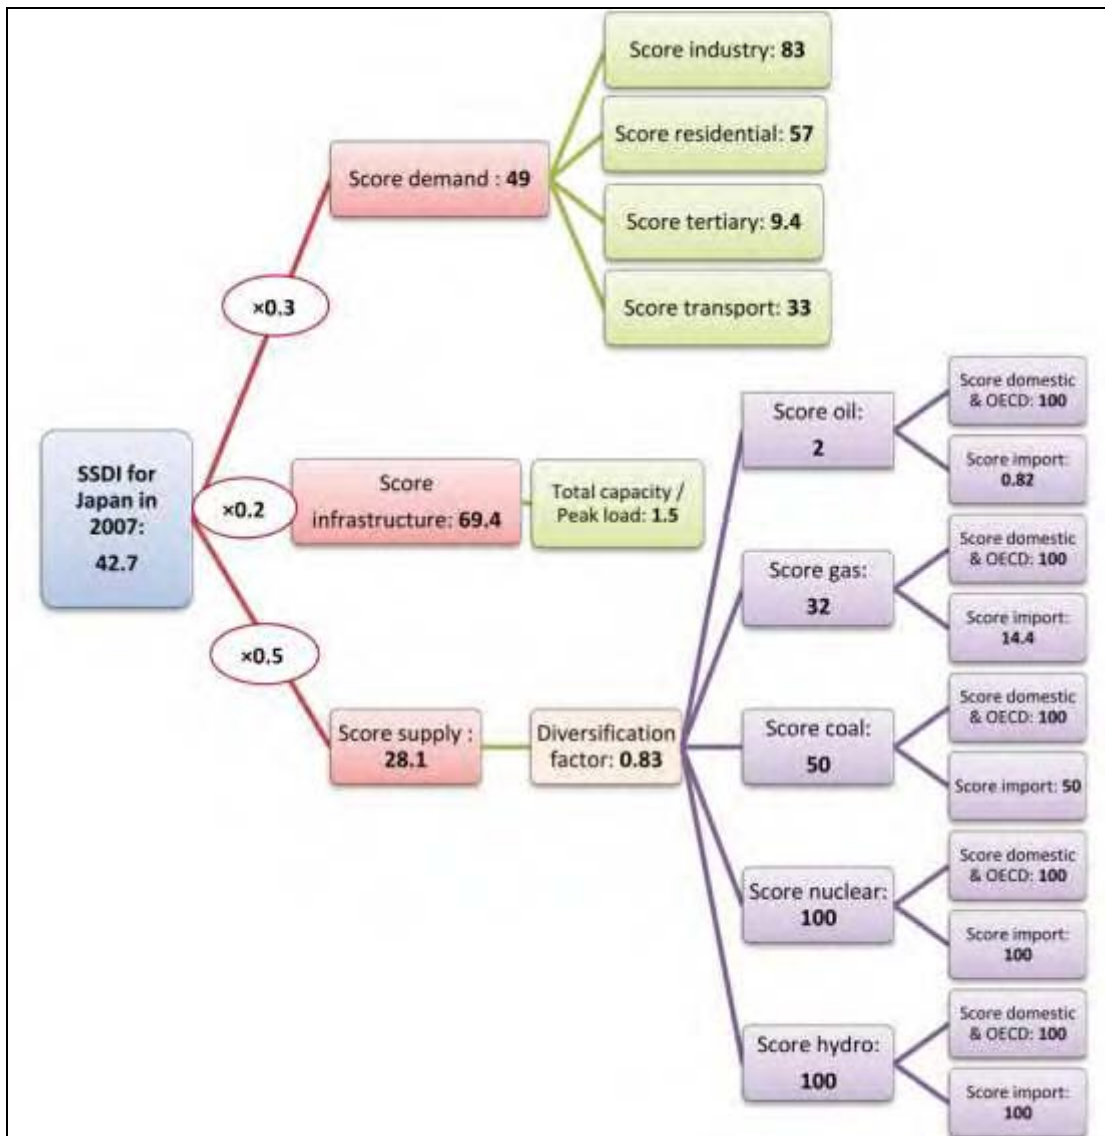 Score industry: 83
Score residential: 57
Score demand : 49
Score tertiary: 9.4
Score transport: 33
×0.3
SSDI for
Japan in
2007:
42.7
×0.2
Score
infrastructure: 69.4
Total capacity /
Peak load: 1.5
×0.5
Score supply :
28.1
Diversification
factor: 0.83
Score oil:
2
Score domestic
& OECD: 100
Score import:
0.82
Score gas:
32
Score domestic
& OECD: 100
Score import:
14.4
Score coal:
50
Score domestic
& OECD: 100
Score import: 50
Score nuclear:
100
Score domestic
& OECD: 100
Score import:
100
Score hydro:
100
Score domestic
& OECD: 100
Score import:
100